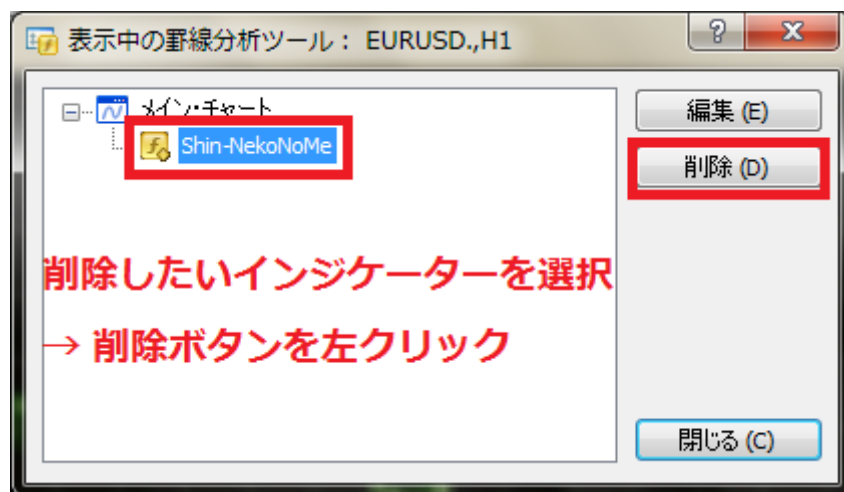 表示中の罫線分析ツール： EURUSD.,H1
メイン・チャート
Shin-NekoNoMe
編集 (E)
削除 (D)
削除したいインジケーターを選択
→ 削除ボタンを左クリック
閉じる (C)